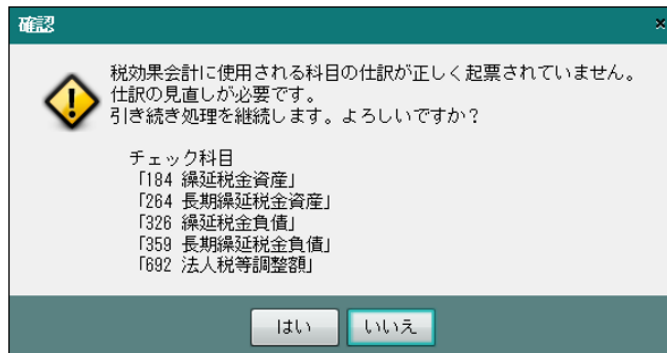 確認
税効果会計に使用される科目の仕訳が正しく起票されていません。
仕訳の見直しが必要です。
引き続き処理を継続します。よろしいですか？
チェック科目
「184 繰延税金資産」
「264 長期繰延税金資産」
「326 繰延税金負債」
「359 長期繰延税金負債」
「692 法人税等調整額」
はい
いいえ